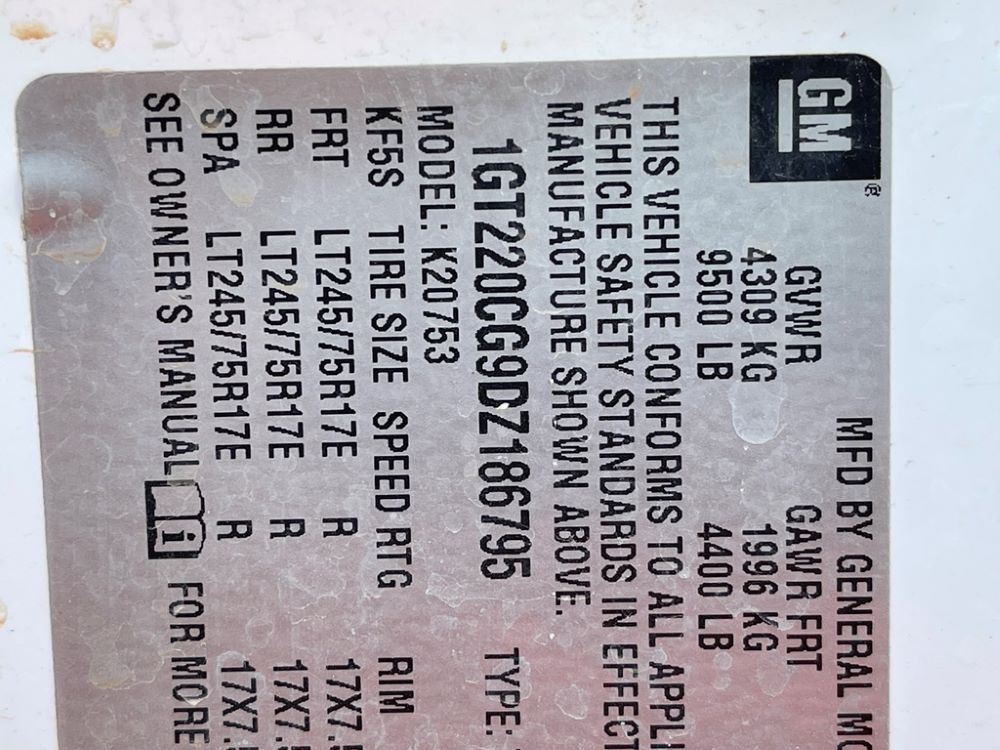 GM ®
MFD BY GENERAL MO
GVWR GAWR FRT
4309 KG 1996 KG
9500 LB 4400 LB
THIS VEHICLE CONFORMS TO ALL APPLI
VEHICLE SAFETY STANDARDS IN EFFECT
MANUFACTURE SHOWN ABOVE.
1GT220CG9DZ186795 TYPE:
MODEL: K20753
KF5S TIRE SIZE SPEED RTG RIM
FRT LT245/75R17E R 17X7.5
RR LT245/75R17E R 17X7.5
SPA LT245/75R17E R 17X7.5
SEE OWNER'S MANUAL i FOR MORE